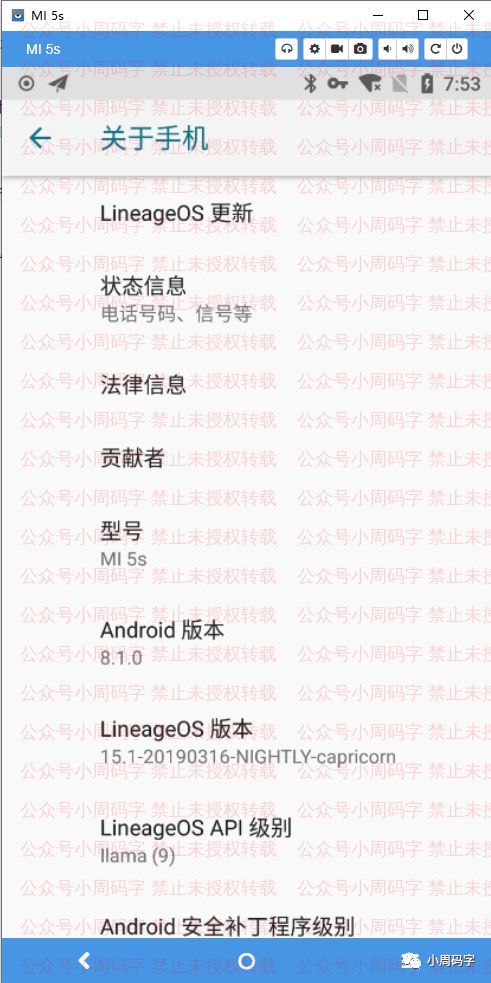 MI 5s
MI 5s
7:53
关于手机
LineageOS 更新
状态信息
电话号码、信号等
法律信息
贡献者
型号
MI 5s
Android 版本
8.1.0
LineageOS 版本
15.1-20190316-NIGHTLY-capricorn
LineageOS API 级别
llama (9)
Android 安全补丁程序级别
小周码字
公众号小周码字 禁止未授权转载